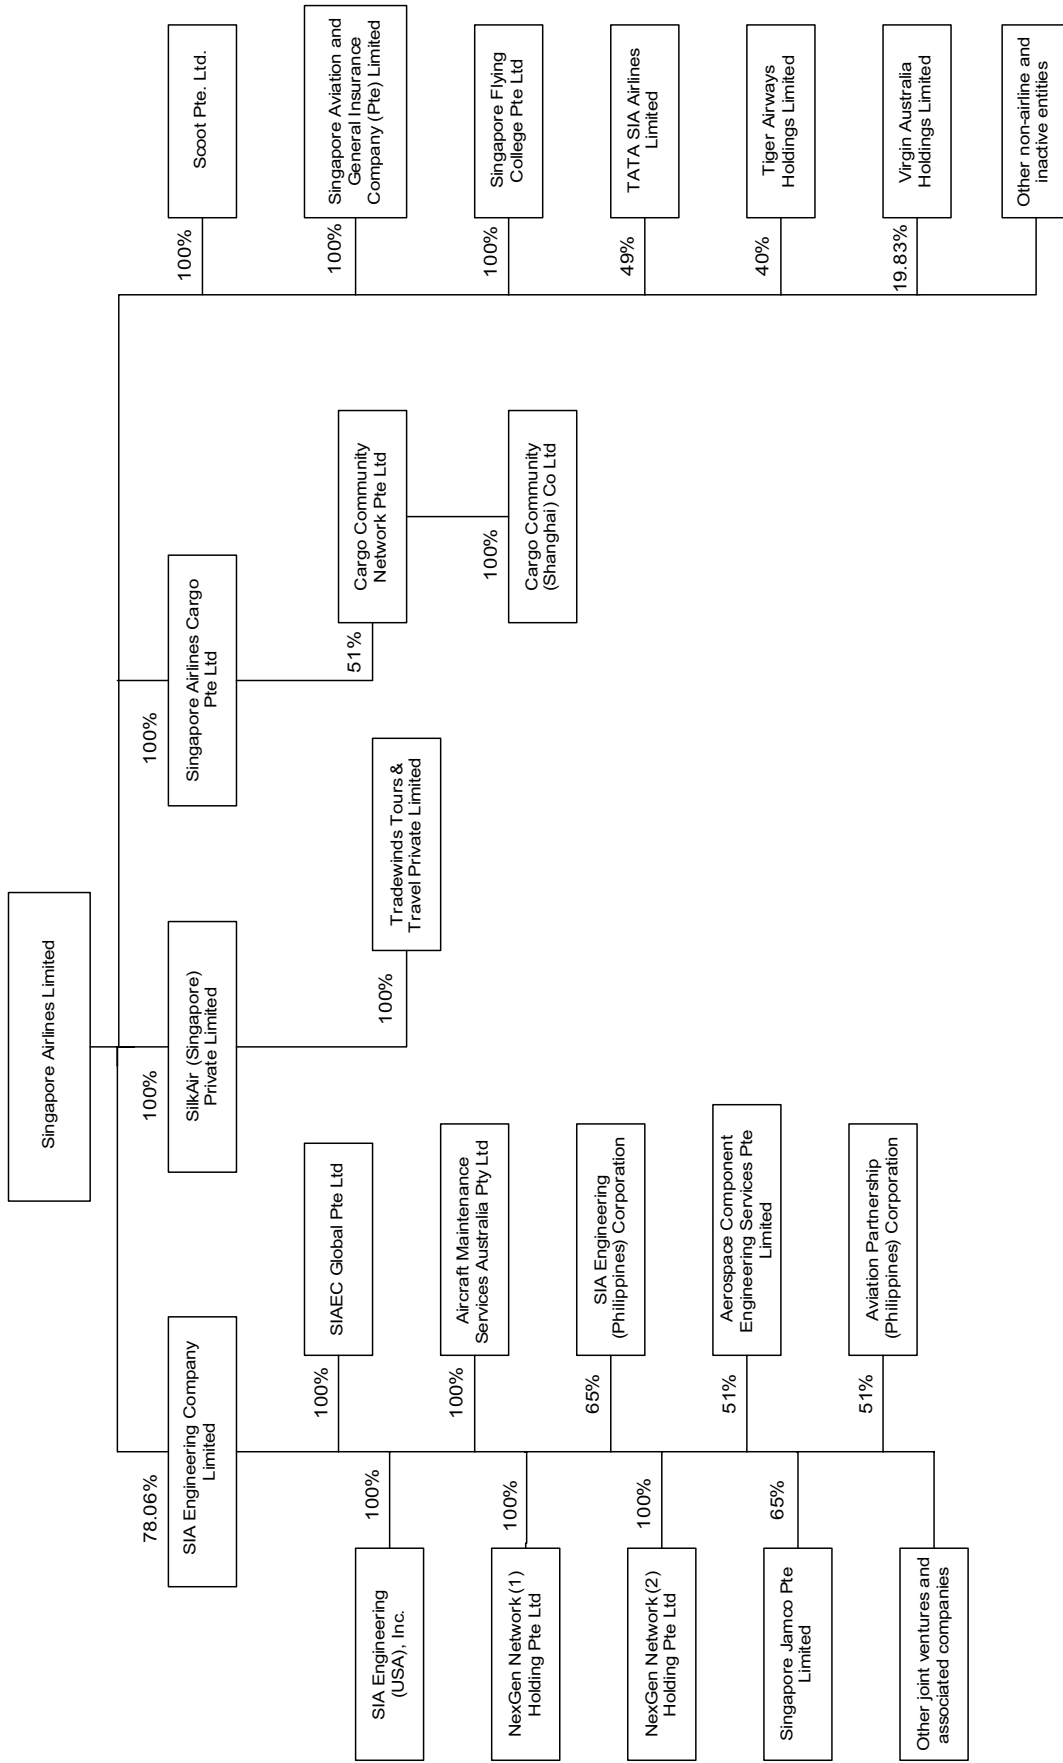 Singapore Airlines Limited
78.06%
SIA Engineering Company
Limited
100%
SilkAir (Singapore)
Private Limited
100%
Singapore Airlines Cargo
Pte Ltd
100%
SIAEC Global Pte Ltd
100%
SIA Engineering
(USA), Inc.
100%
Aircraft Maintenance
Services Australia Pty Ltd
100%
NexGen Network (1)
Holding Pte Ltd
65%
SIA Engineering
(Philippines) Corporation
100%
NexGen Network (2)
Holding Pte Ltd
51%
Aerospace Component
Engineering Services Pte
Limited
65%
Singapore Jamco Pte
Limited
51%
Aviation Partnership
(Philippines) Corporation
Other joint ventures and
associated companies
100%
Tradewinds Tours &
Travel Private Limited
51%
Cargo Community
Network Pte Ltd
100%
Cargo Community
(Shanghai) Co Ltd
100%
Scoot Pte. Ltd.
100%
Singapore Aviation and
General Insurance
Company (Pte) Limited
100%
Singapore Flying
College Pte Ltd
49%
TATA SIA Airlines
Limited
40%
Tiger Airways
Holdings Limited
19.83%
Virgin Australia
Holdings Limited
Other non-airline and
inactive entities